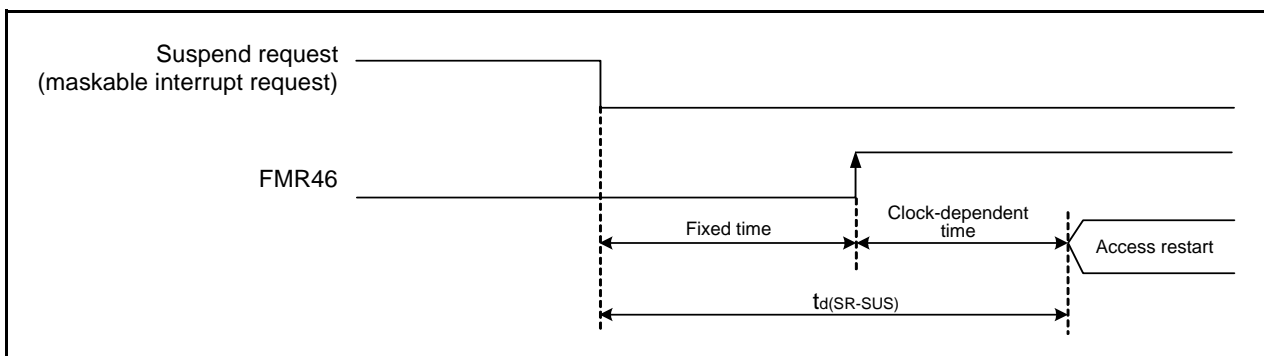 Suspend request
(maskable interrupt request)
FMR46
Fixed time
Clock-dependent
time
Access restart
td(SR-SUS)